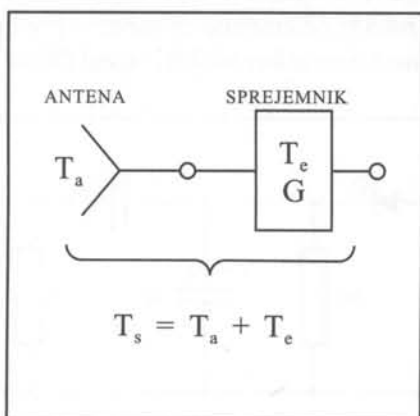 ANTENA SPREJEMNIK
Tₐ
Tₑ
G
Tₛ = Tₐ + Tₑ